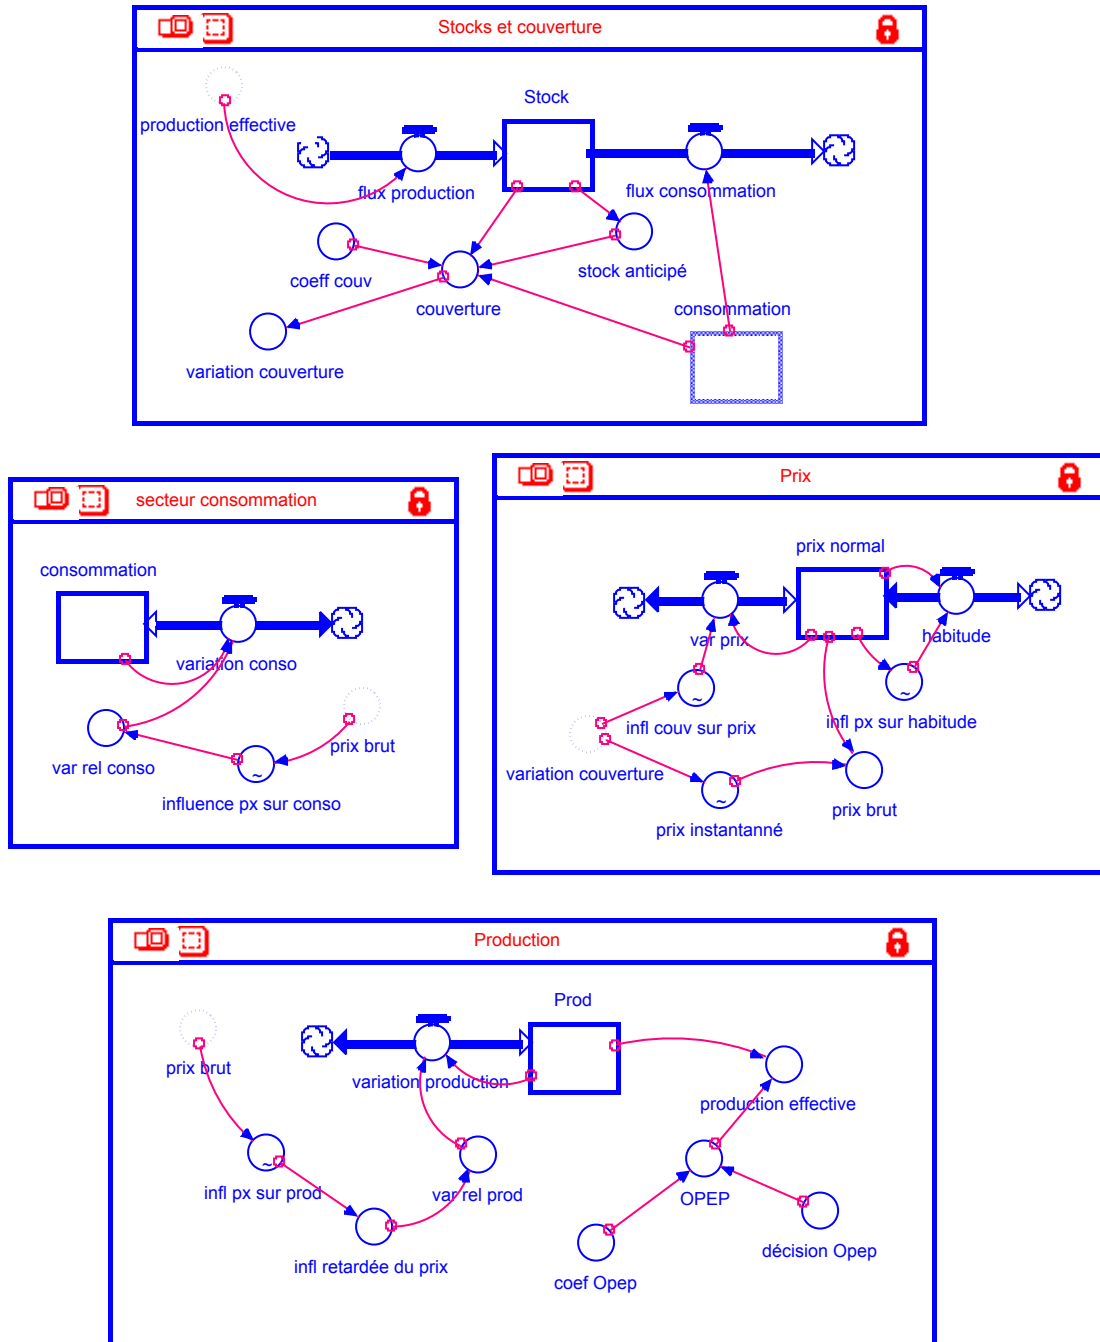 Stocks et couverture
Stock
production effective
flux production
flux consommation
coeff couv
stock anticipé
couverture
consommation
variation couverture
secteur consommation
consommation
variation conso
prix brut
var rel conso
influence px sur conso
Prix
prix normal
var prix
habitude
infl couv sur prix
infl px sur habitude
variation couverture
prix instantanné
prix brut
Production
Prod
prix brut
variation production
production effective
infl px sur prod
var rel prod
OPEP
infl retardée du prix
décision Opep
coef Opep